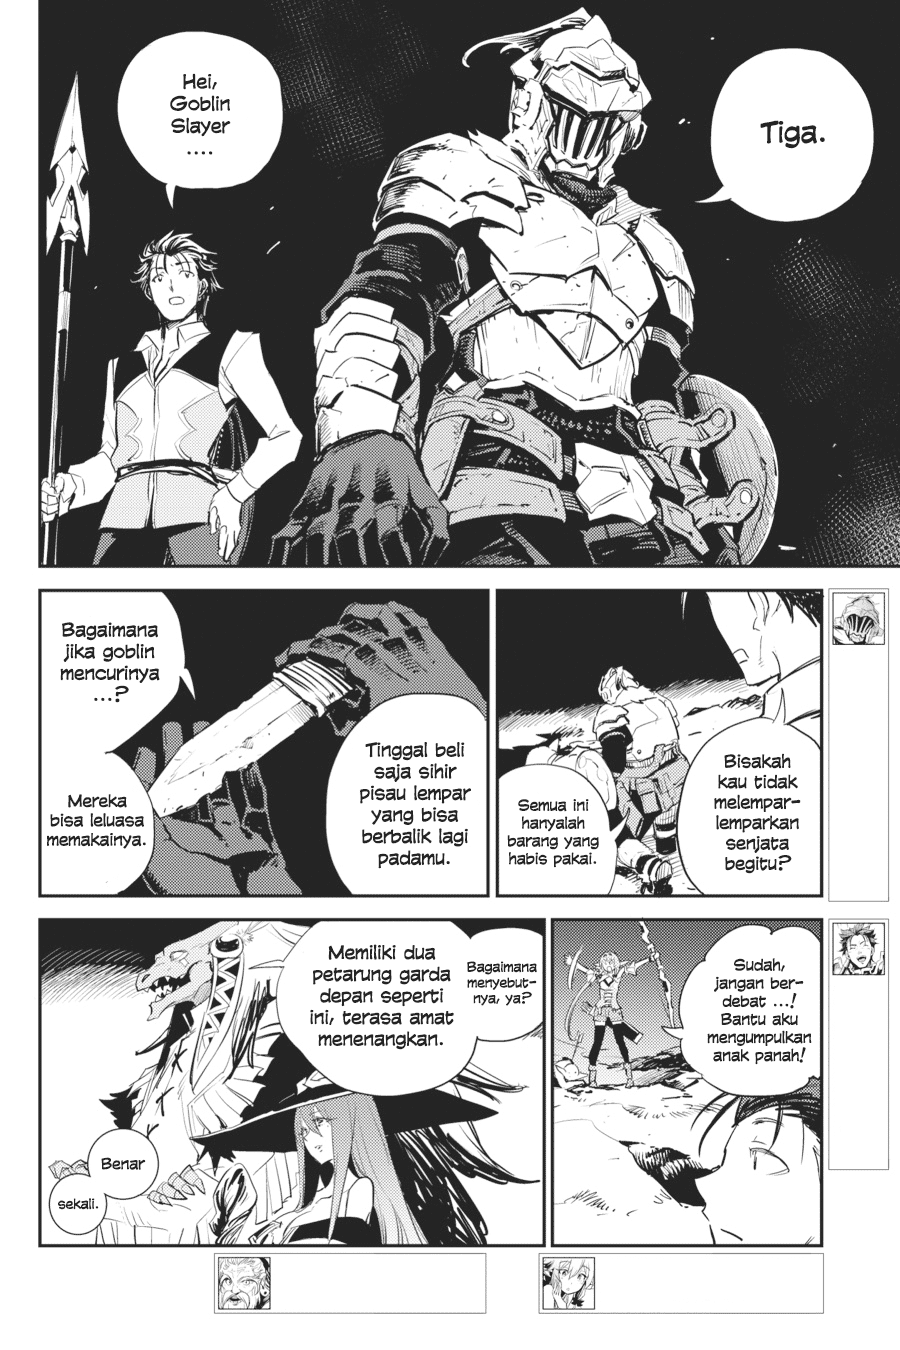 Tiga.
Hei,
Goblin
Slayer
....
Bisakah
kau tidak
melempar-
lemparkan
senjata
begitu?
Semua ini
hanyalah
barang yang
habis pakai.
Bagaimana
jika goblin
mencurinya
...?
Tinggal beli
saja sihir
pisau lempar
yang bisa
berbalik lagi
padamu.
Mereka
bisa leluasa
memakainya.
Sudah,
jangan ber-
debat ...!
Bantu aku
mengumpulkan
anak panah!
Bagaimana
menyebut-
nya, ya?
Memiliki dua
petarung garda
depan seperti
ini, terasa amat
menenangkan.
Benar
sekali.